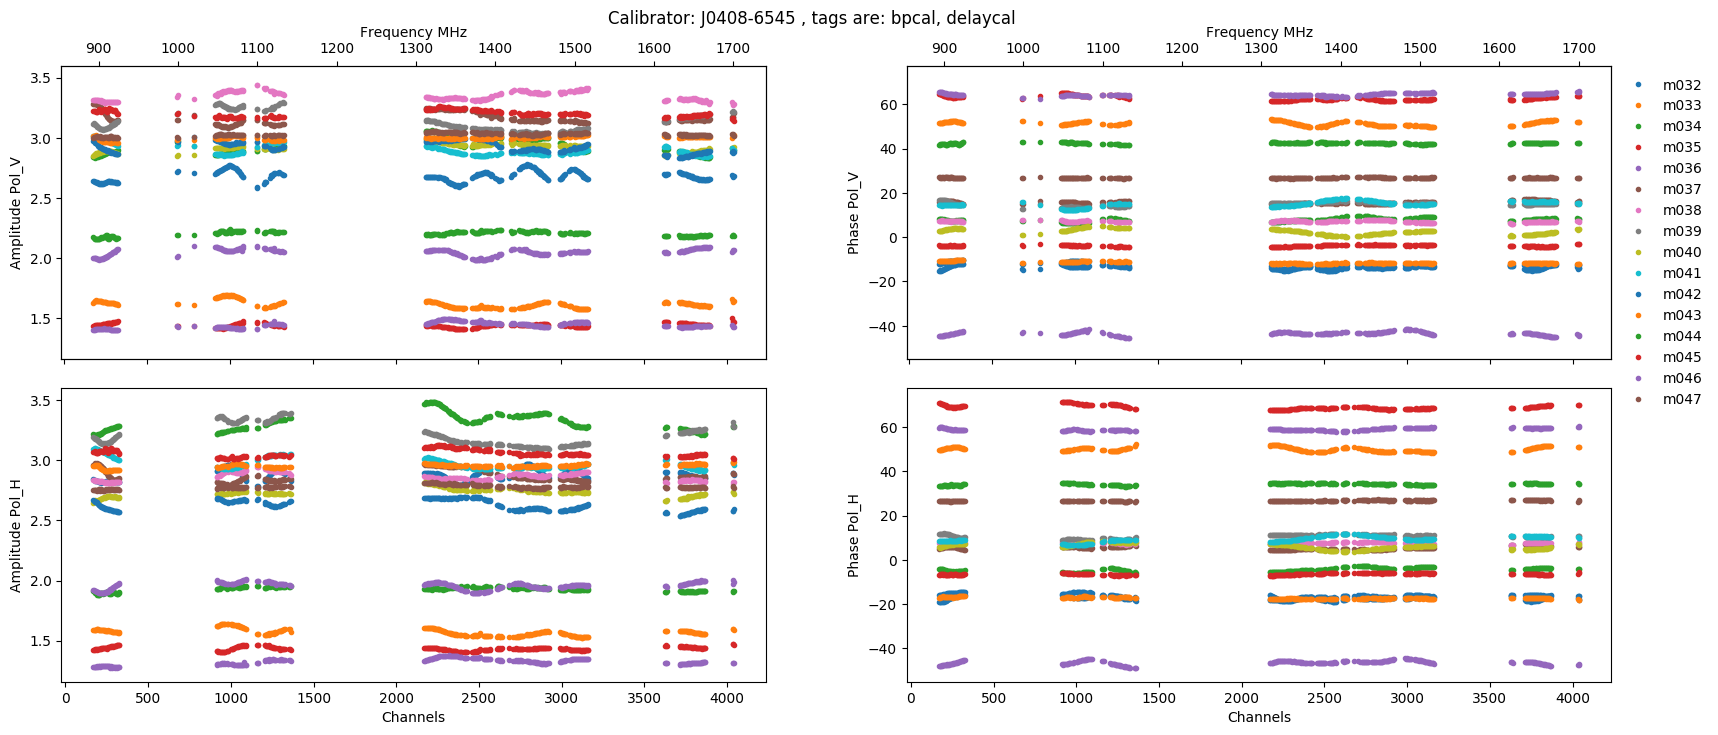 Calibrator: J0408-6545 , tags are: bpcal, delaycal
Frequency MHz
900 1000 1100 1200 1300 1400 1500 1600 1700
3.5
3.0
2.5
2.0
1.5
Amplitude Pol_V
Frequency MHz
900 1000 1100 1200 1300 1400 1500 1600 1700
60
40
20
0
−20
−40
Phase Pol_V
m032
m033
m034
m035
m036
m037
m038
m039
m040
m041
m042
m043
m044
m045
m046
m047
3.5
3.0
2.5
2.0
1.5
Amplitude Pol_H
0 500 1000 1500 2000 2500 3000 3500 4000
Channels
60
40
20
0
−20
−40
Phase Pol_H
0 500 1000 1500 2000 2500 3000 3500 4000
Channels